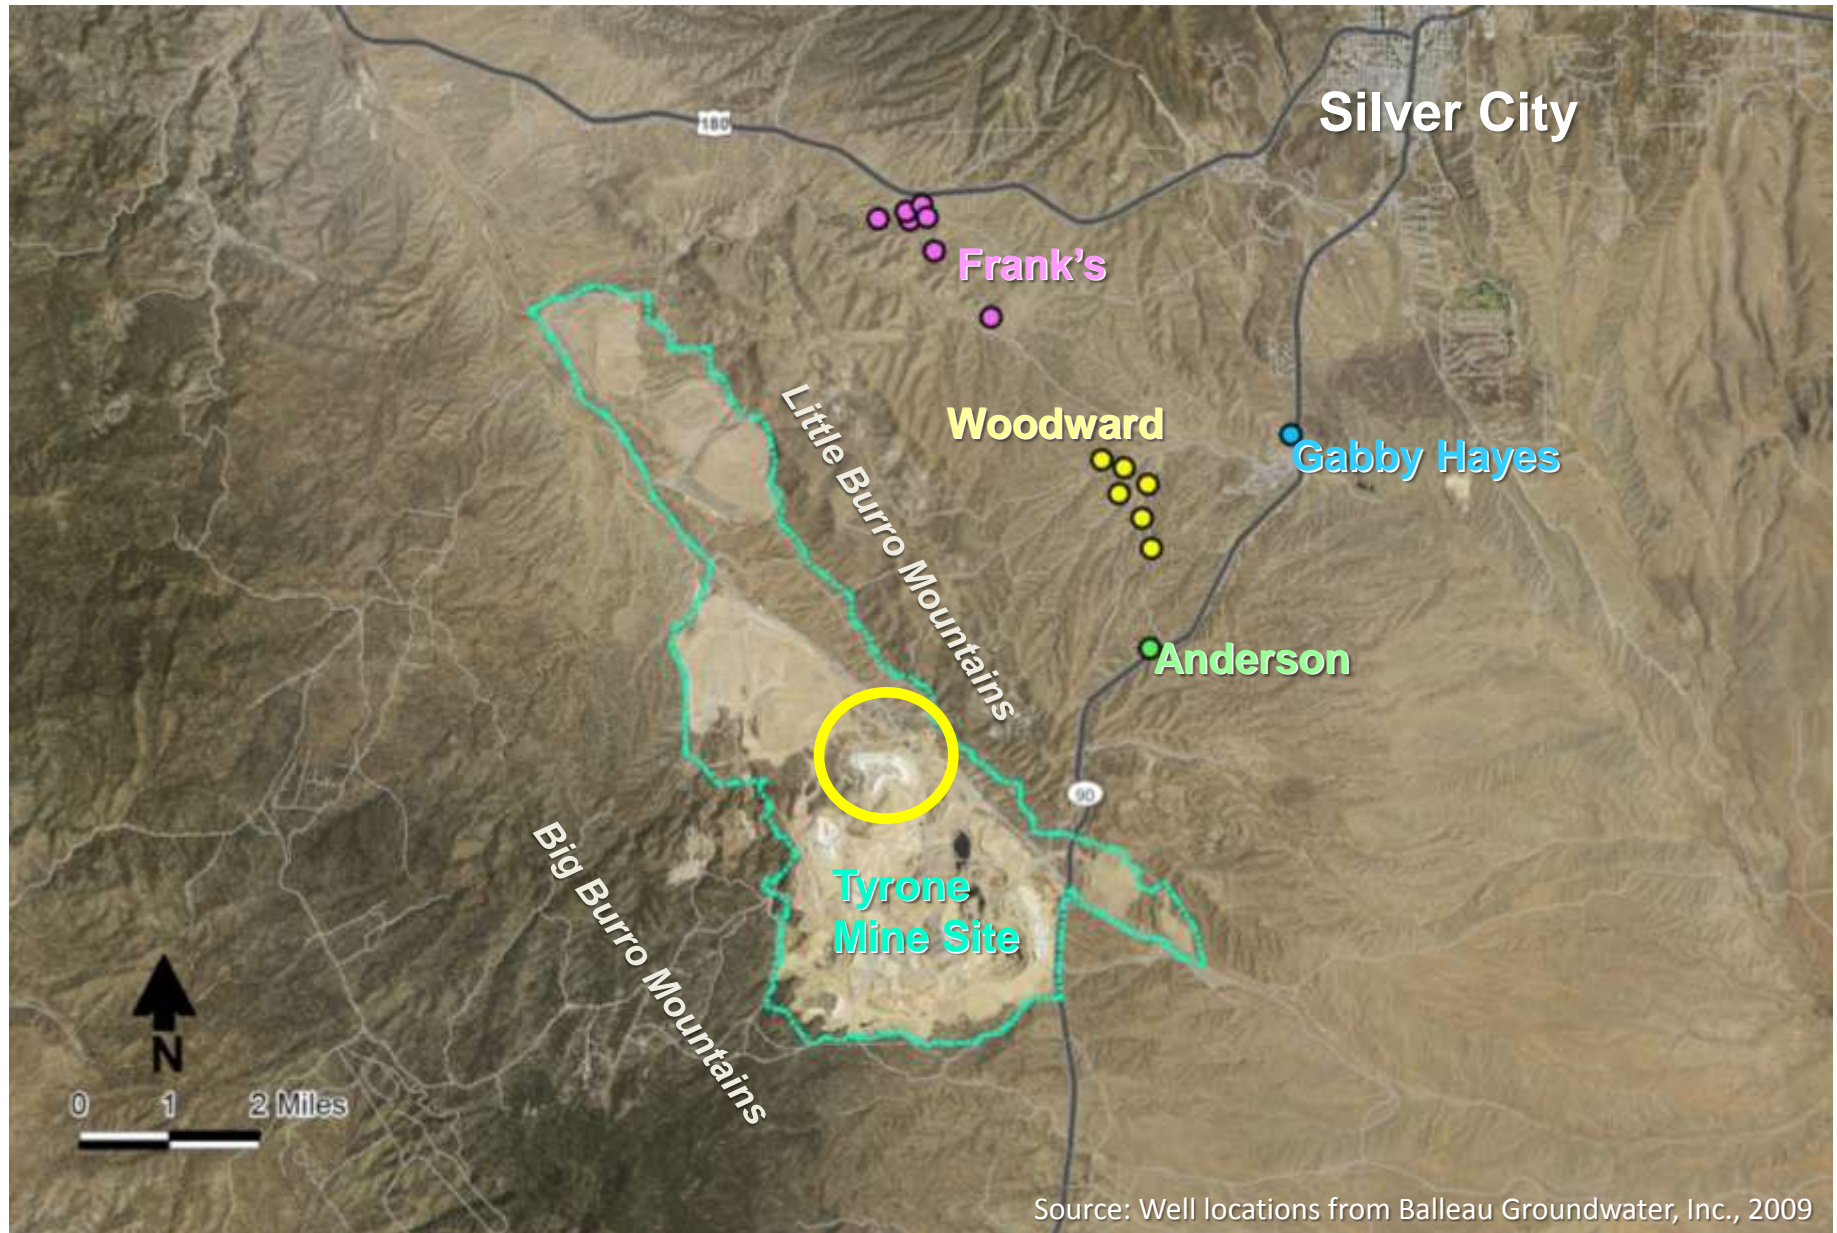 Silver City
180
Frank's
Little Burro Mountains
Woodward
Gabby Hayes
Anderson
90
Big Burro Mountains
Tyrone
Mine Site
N
0 1 2 Miles
Source: Well locations from Balleau Groundwater, Inc., 2009